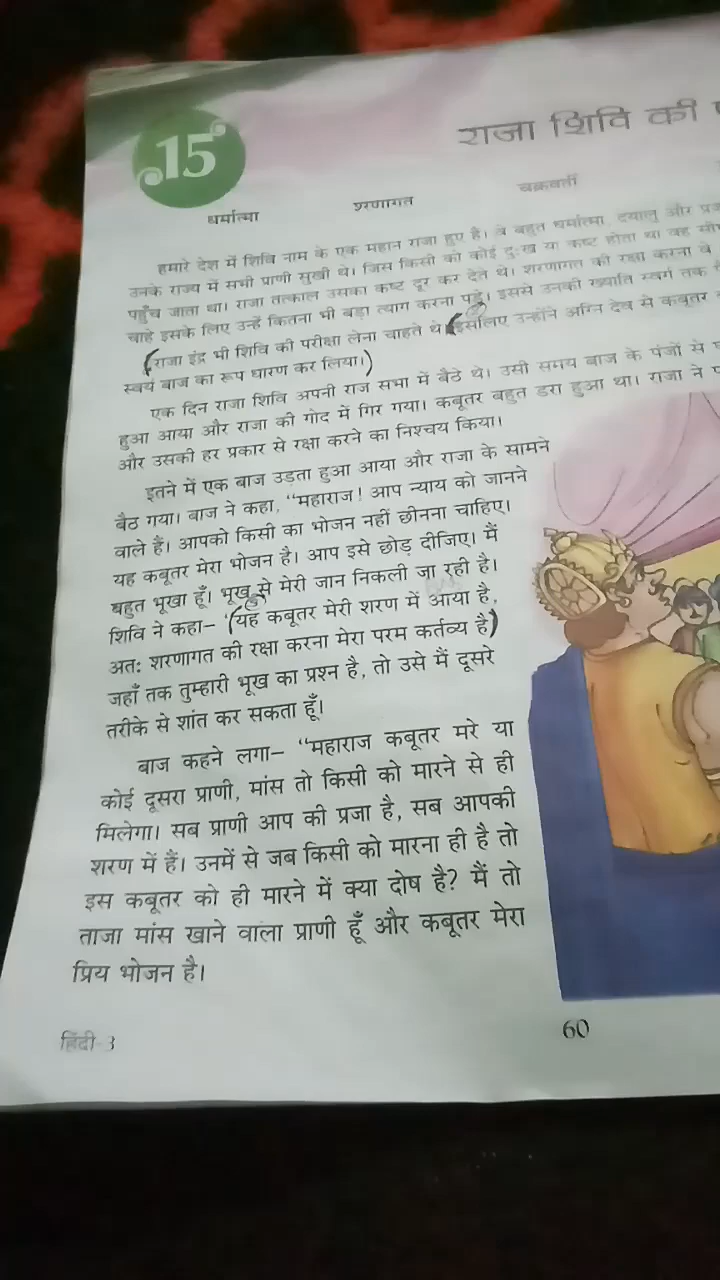 15
राजा शिवि की
धर्मात्मा शरणागत चक्रवर्ती
हमारे देश में शिवि नाम के एक महान राजा हुए है। वे बहुत धर्मात्मा, दयालु और
उनके राज्य में सभी प्राणी सुखी थे। जिस किसी को कोई दुःख या कष्ट होता था वह
पहुँच जाता था। राजा तत्काल उसका कष्ट दूर कर देते थे। शरणागत की रक्षा करना वे
चाहे इसके लिए उन्हें कितना भी बड़ा त्याग करना पड़े। इससे उनकी ख्याति स्वर्ग तक
राजा इंद्र भी शिवि की परीक्षा लेना चाहते थे। इसलिए उन्होंने अग्नि देव से कबूतर
स्वयं बाज का रूप धारण कर लिया।
एक दिन राजा शिवि अपनी राज सभा में बैठे थे। उसी समय बाज के पंजों से
हुआ आया और राजा की गोद में गिर गया। कबूतर बहुत डरा हुआ था। राजा ने
और उसकी हर प्रकार से रक्षा करने का निश्चय किया।
इतने में एक बाज उड़ता हुआ आया और राजा के सामने
बैठ गया। बाज ने कहा, “महाराज! आप न्याय को जानने
वाले हैं। आपको किसी का भोजन नहीं छीनना चाहिए।
यह कबूतर मेरा भोजन है। आप इसे छोड़ दीजिए। मैं
बहुत भूखा हूँ। भूख से मेरी जान निकली जा रही है।
शिवि ने कहा– ‘(यह कबूतर मेरी शरण में आया है,
अत: शरणागत की रक्षा करना मेरा परम कर्तव्य है)
जहाँ तक तुम्हारी भूख का प्रश्न है, तो उसे मैं दूसरे
तरीके से शांत कर सकता हूँ।
बाज कहने लगा– “महाराज कबूतर मरे या
कोई दूसरा प्राणी, मांस तो किसी को मारने से ही
मिलेगा। सब प्राणी आप की प्रजा है, सब आपकी
शरण में हैं। उनमें से जब किसी को मारना ही है तो
इस कबूतर को ही मारने में क्या दोष है? मैं तो
ताजा मांस खाने वाला प्राणी हूँ और कबूतर मेरा
प्रिय भोजन है।
हिंदी-3 60